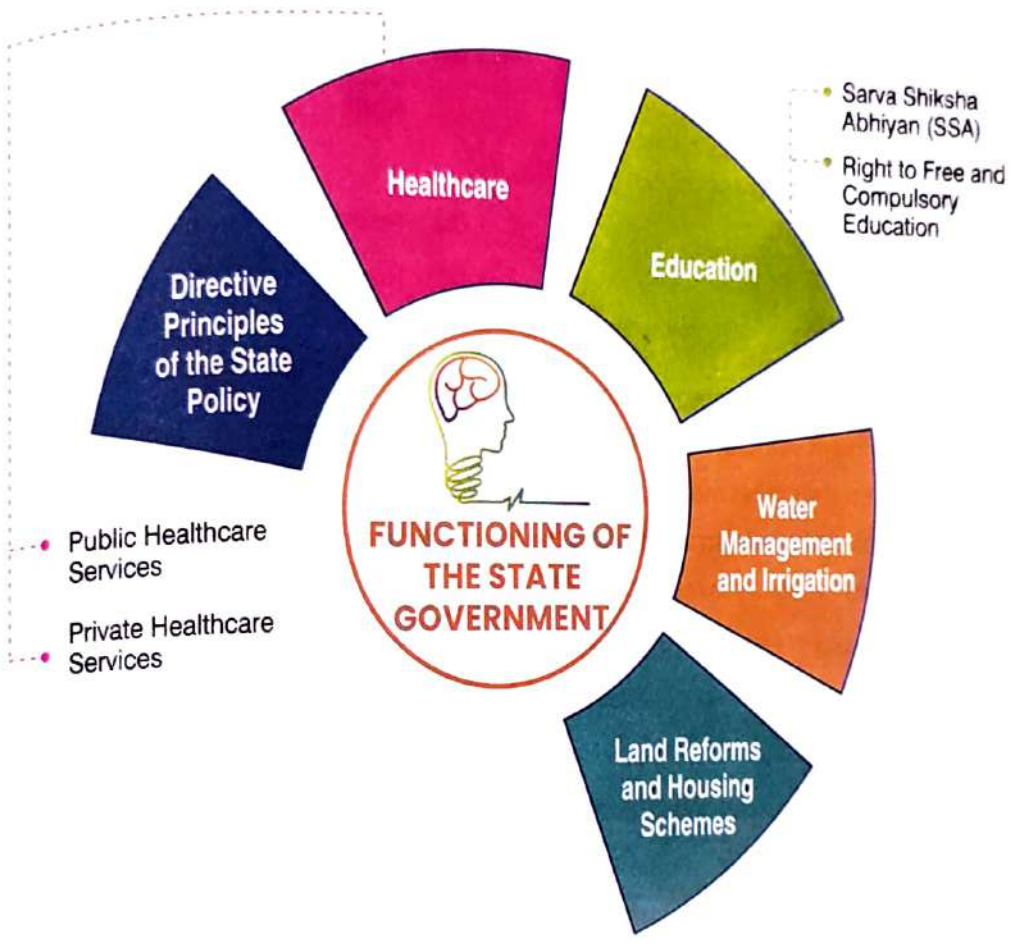 Healthcare
Sarva Shiksha
Abhiyan (SSA)
Right to Free and
Compulsory
Education
Education
Directive
Principles
of the State
Policy
Water
Management
and Irrigation
FUNCTIONING OF
THE STATE
GOVERNMENT
Public Healthcare
Services
Private Healthcare
Services
Land Reforms
and Housing
Schemes